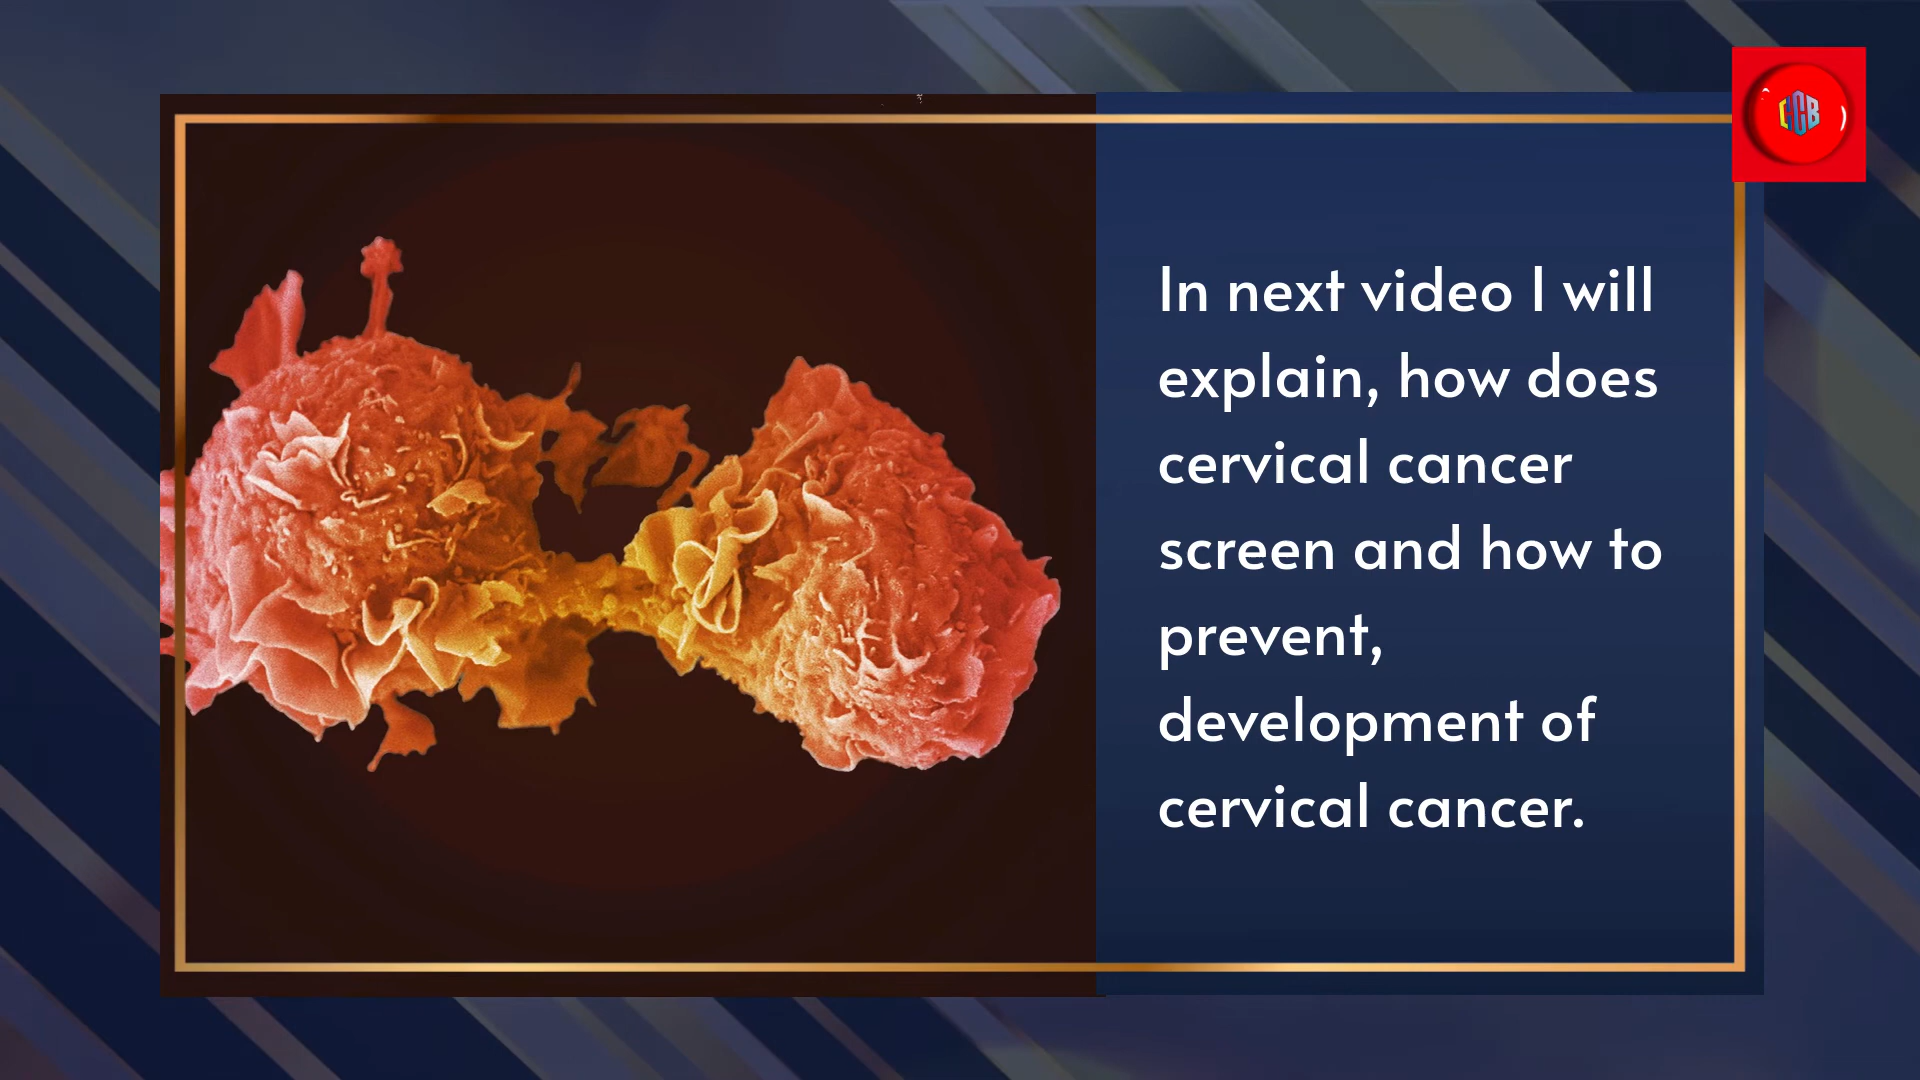 In next video I will
explain, how does
cervical cancer
screen and how to
prevent,
development of
cervical cancer.